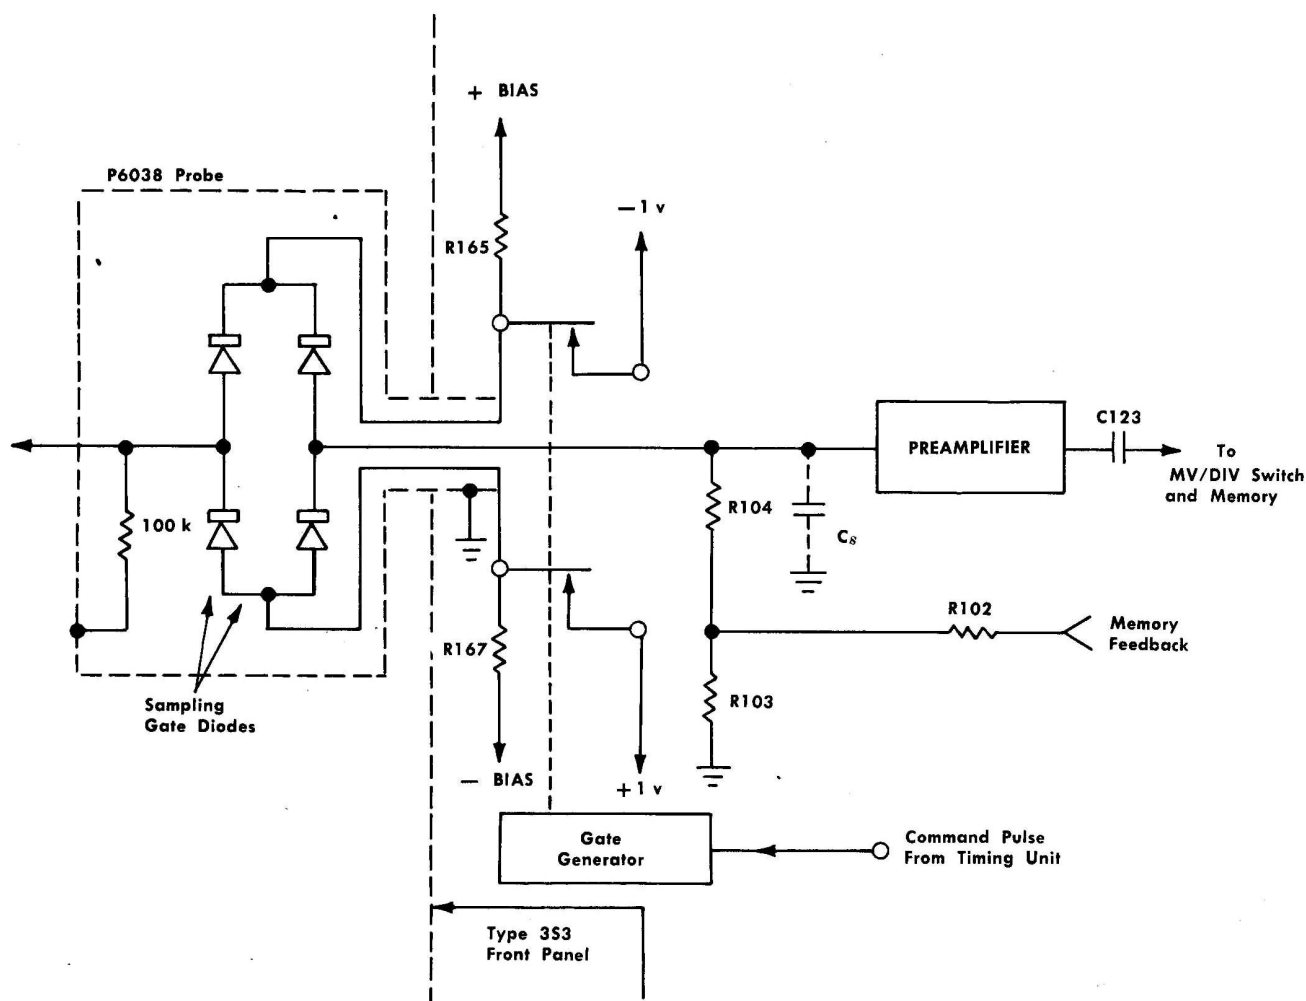 + BIAS
P6038 Probe
−1 v
R165
C123
PREAMPLIFIER
To
MV/DIV Switch
and Memory
100 k
R104
Cs
R102
Memory
Feedback
R167
R103
Sampling
Gate Diodes
− BIAS
+1 v
Gate
Generator
Command Pulse
From Timing Unit
Type 3S3
Front Panel